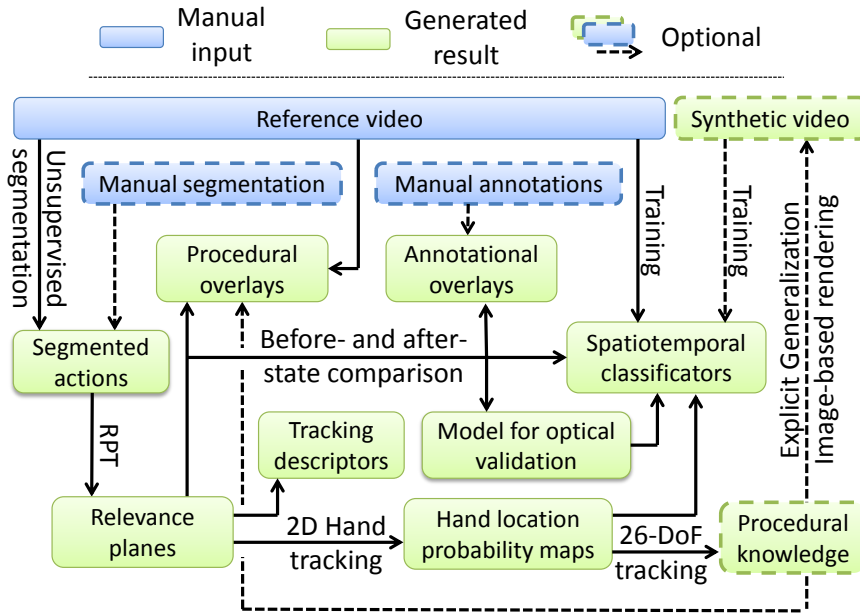 Manual
input
Generated
result
Optional
Reference video
Synthetic video
Unsupervised
segmentation
Manual segmentation
Manual annotations
Training
Training
Explicit Generalization
Image-based rendering
Procedural
overlays
Annotational
overlays
Segmented
actions
Before- and after-
state comparison
Spatiotemporal
classificators
RPT
Tracking
descriptors
Model for optical
validation
Relevance
planes
2D Hand
tracking
Hand location
probability maps
26-DoF
tracking
Procedural
knowledge